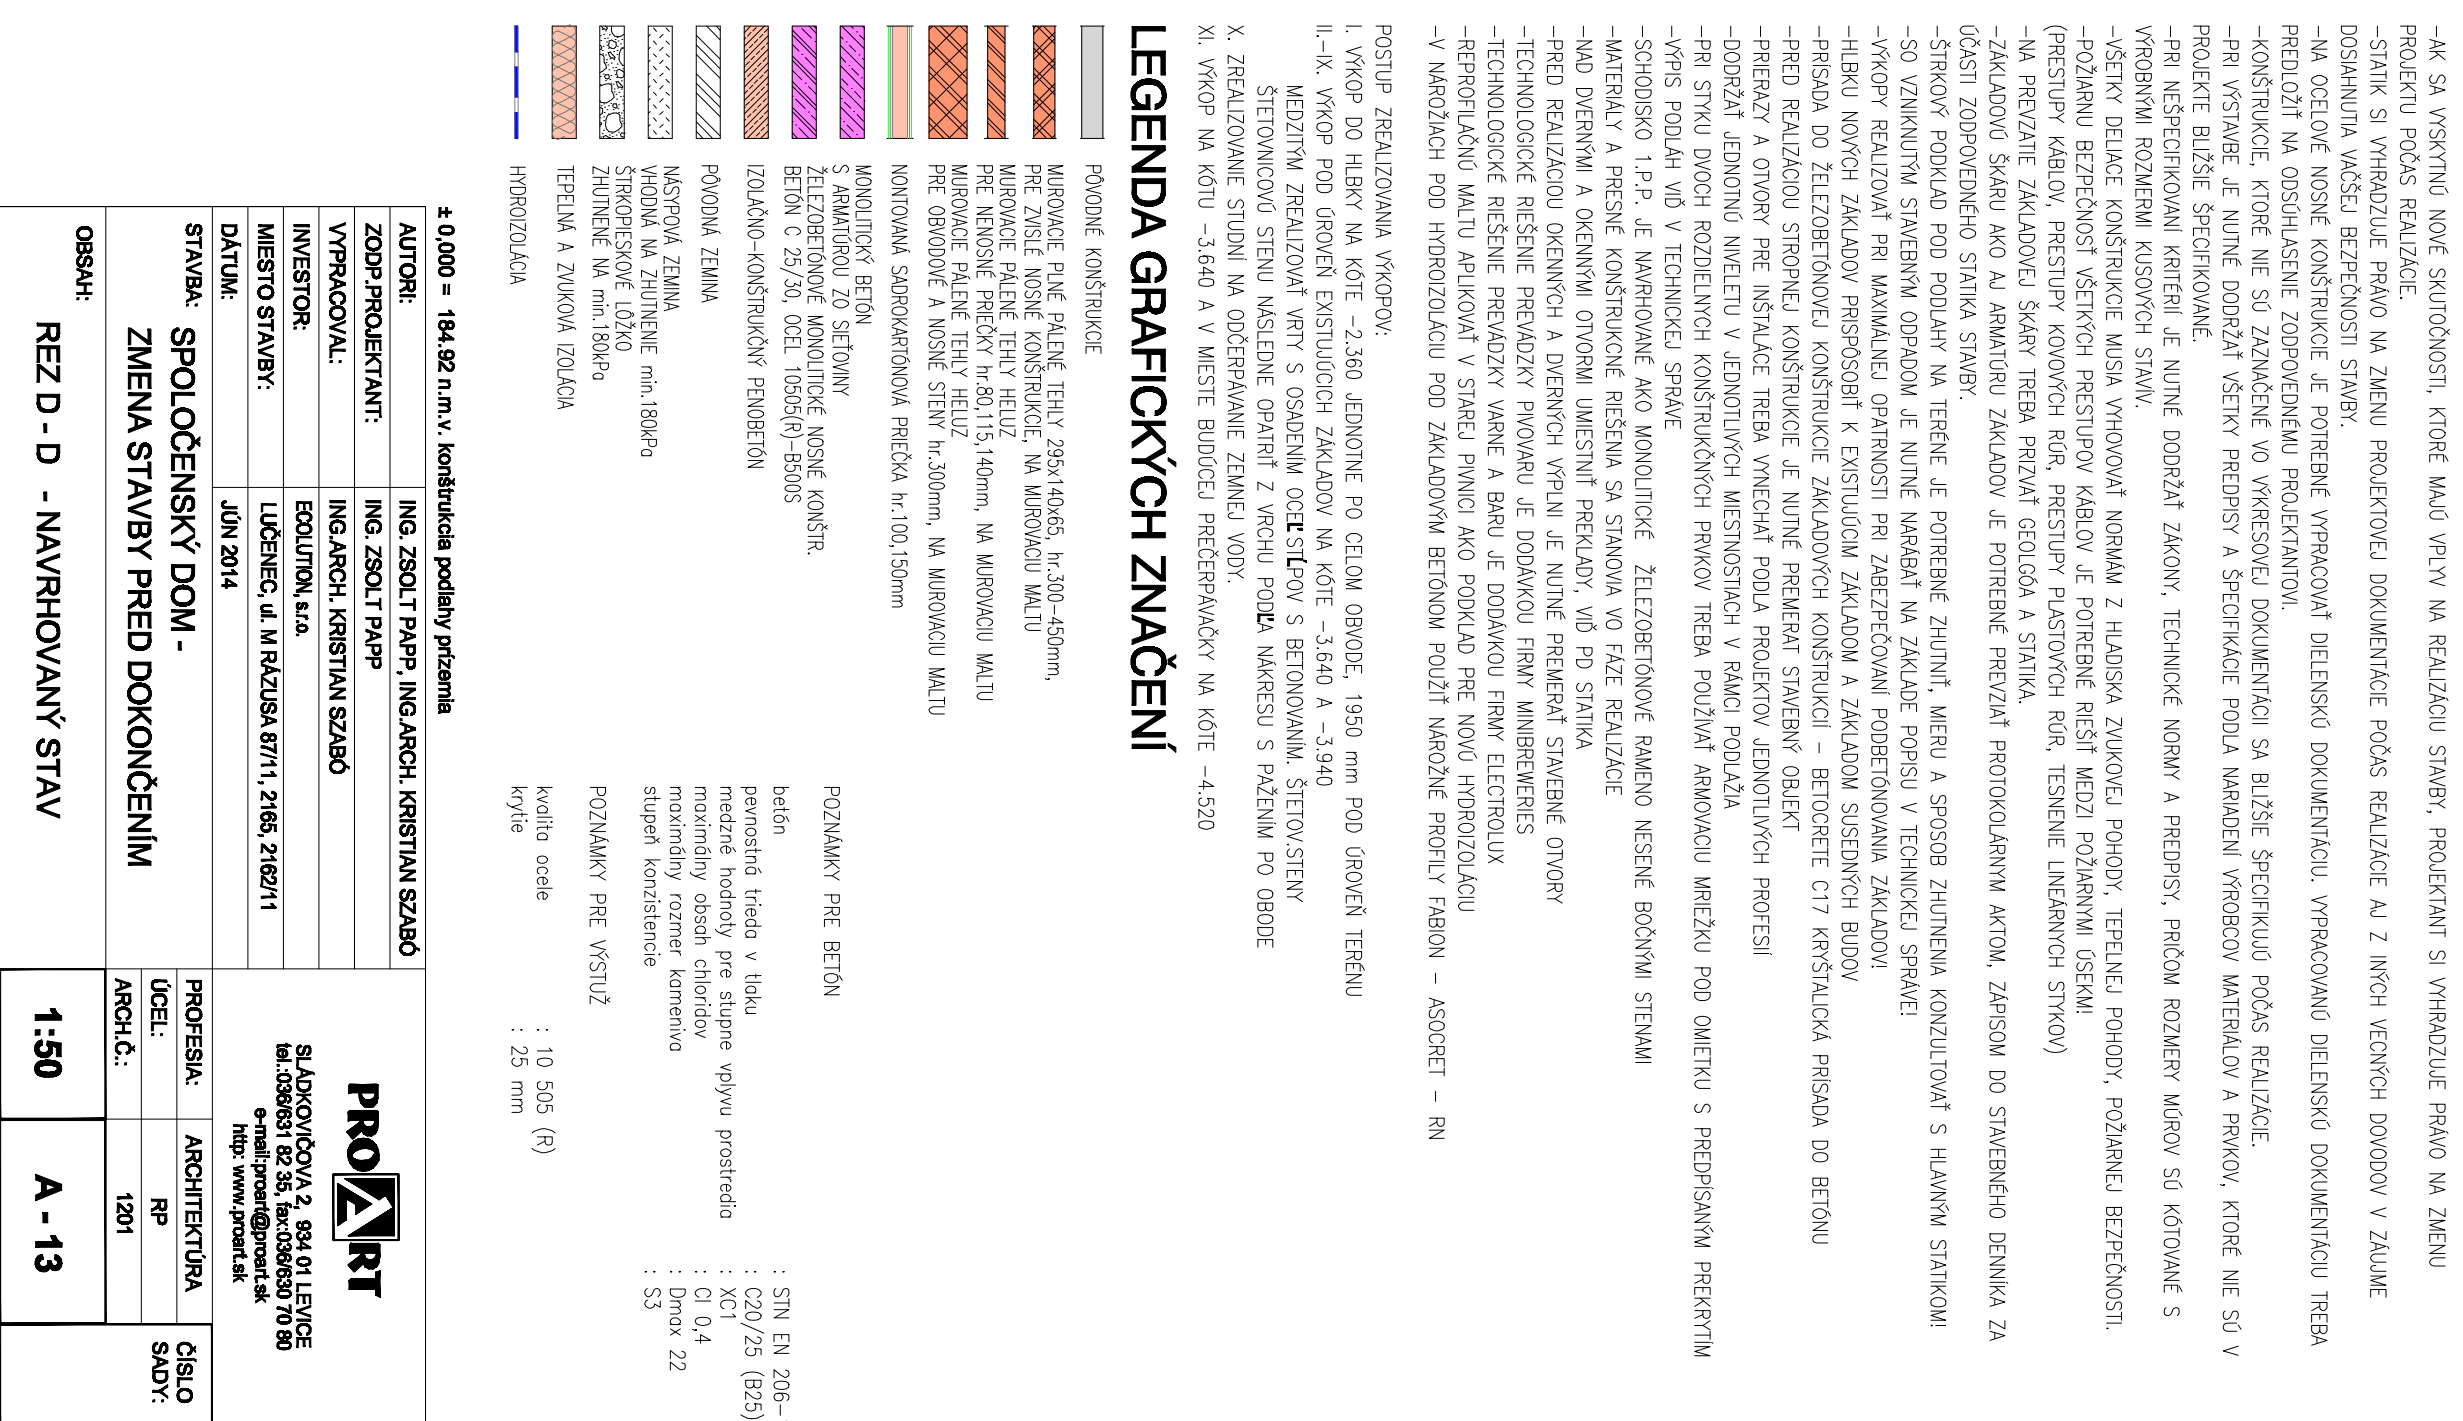 -AK SA VYSKYTNÚ NOVÉ SKUTOČNOSTI, KTORÉ MAJÚ VPLYV NA REALIZÁCIU STAVBY, PROJEKTANT SI VYHRADZUJE PRÁVO NA ZMENU
PROJEKTU POČAS REALIZÁCIE.
-STATIK SI VYHRADZUJE PRÁVO NA ZMENU PROJEKTOVEJ DOKUMENTÁCIE POČAS REALIZÁCIE AJ Z INÝCH VECNÝCH DOVODOV V ZÁUJME
DOSIAHNUTIA VAČŠEJ BEZPEČNOSTI STAVBY.
-NA OCELOVÉ NOSNÉ KONŠTRUKCIE JE POTREBNÉ VYPRACOVAŤ DIELENSKÚ DOKUMENTÁCIU. VYPRACOVANÚ DIELENSKÚ DOKUMENTÁCIU TREBA
PREDLOŽIŤ NA ODSÚHLASENIE ZODPOVEDNÉMU PROJEKTANTOVI.
-KONŠTRUKCIE, KTORÉ NIE SÚ ZAZNAČENÉ VO VÝKRESOVEJ DOKUMENTÁCII SA BLIŽŠIE ŠPECIFIKUJÚ POČAS REALIZÁCIE.
-PRI VÝSTAVBE JE NUTNÉ DODRŽAŤ VŠETKY PREDPISY A ŠPECIFIKÁCIE PODLA NARIADENÍ VÝROBCOV MATERIÁLOV A PRVKOV, KTORÉ NIE SÚ V
PROJEKTE BLIŽŠIE ŠPECIFIKOVANÉ.
-PRI NEŠPECIFIKOVANÍ KRITÉRIÍ JE NUTNÉ DODRŽAŤ ZÁKONY, TECHNICKÉ NORMY A PREDPISY, PRIČOM ROZMERY MÚROV SÚ KÓTOVANÉ S
VÝROBNÝMI ROZMERMI KUSOVÝCH STAVÍV.
-VŠETKY DELIACE KONŠTRUKCIE MUSIA VYHOVOVAŤ NORMÁM Z HLADISKA ZVUKOVEJ POHODY, TEPELNEJ POHODY, POŽIARNEJ BEZPEČNOSTI.
-POŽIARNU BEZPEČNOSŤ VŠETKÝCH PRESTUPOV KÁBLOV JE POTREBNÉ RIEŠIŤ MEDZI POŽIARNYMI ÚSEKMI
(PRESTUPY KÁBLOV, PRESTUPY KOVOVÝCH RÚR, PRESTUPY PLASTOVÝCH RÚR, TESNENIE LINEÁRNYCH STYKOV)
-NA PREVZATIE ZÁKLADOVEJ ŠKÁRY TREBA PRIZVAŤ GEOLGÓA A STATIKA.
-ZÁKLADOVÚ ŠKÁRU AKO AJ ARMATÚRU ZÁKLADOV JE POTREBNÉ PREVZIAŤ PROTOKOLÁRNYM AKTOM, ZÁPISOM DO STAVEBNÉHO DENNÍKA ZA
ÚČASTI ZODPOVEDNÉHO STATIKA STAVBY.
-ŠTRKOVÝ PODKLAD POD PODLAHY NA TERÉNE JE POTREBNÉ ZHUTNIŤ, MIERU A SPOSOB ZHUTNENIA KONZULTOVAŤ S HLAVNÝM STATIKOM!
-SO VZNIKNUTÝM STAVEBNÝM ODPADOM JE NUTNÉ NARÁBAŤ NA ZÁKLADE POPISU V TECHNICKEJ SPRÁVE!
-VÝKOPY REALIZOVAŤ PRI MAXIMÁLNEJ OPATRNOSTI PRI ZABEZPEČOVANÍ PODBETÓNOVANIA ZÁKLADOV!
-HLBKU NOVÝCH ZÁKLADOV PRISPÔSOBIŤ K EXISTUJÚCIM ZÁKLADOM A ZÁKLADOM SUSEDNÝCH BUDOV
-PRÍSADA DO ŽELEZOBETÓNOVEJ KONŠTRUKCIE ZÁKLADOVÝCH KONŠTRUKCIÍ - BETOCRETE C17 KRYŠTALICKÁ PRÍSADA DO BETÓNU
-PRED REALIZÁCIOU STROPNEJ KONŠTRUKCIE JE NUTNÉ PREMERAT STAVEBNÝ OBJEKT
-PRIERAZY A OTVORY PRE INŠTALÁCE TREBA VYNECHAŤ PODLA PROJEKTOV JEDNOTLIVÝCH PROFESIÍ
-DODRŽAŤ JEDNOTNÚ NIVELETU V JEDNOTLIVÝCH MIESTNOSTIACH V RÁMCI PODLAŽIA
-PRI STYKU DVOCH ROZDIELNYCH KONŠTRUKČNÝCH PRVKOV TREBA POUŽÍVAŤ ARMOVACIU MRIEŽKU POD OMIETKU S PREDPÍSANÝM PREKRYTÍM
-VÝPIS PODLÁH VIĎ V TECHNICKEJ SPRÁVE
-SCHODISKO 1.P.P. JE NAVRHOVANÉ AKO MONOLITICKÉ ŽELEZOBETÓNOVÉ RAMENO NESENÉ BOČNÝMI STENAMI
-MATERIÁLY A PRESNÉ KONŠTRUKCNÉ RIEŠENIA SA STANOVIA VO FÁZE REALIZÁCIE
-NAD DVERNÝMI A OKENNÝMI OTVORMI UMIESTNIŤ PREKLADY, VIĎ PD STATIKA
-PRED REALIZÁCIOU OKENNÝCH A DVERNÝCH VÝPLNI JE NUTNÉ PREMERAŤ STAVEBNÉ OTVORY
-TECHNOLOGICKÉ RIEŠENIE PREVÁDZKY PIVOVARU JE DODÁVKOU FIRMY MINIBREWERIES
-TECHNOLOGICKÉ RIEŠENIE PREVÁDZKY VARNE A BARU JE DODÁVKOU FIRMY ELECTROLUX
-REPROFILAČNÚ MALTU APLIKOVAŤ V STAREJ PIVNICI AKO PODKLAD PRE NOVÚ HYDROIZOLÁCIU
-V NÁROŽIACH POD HYDROIZOLÁCIU POD ZÁKLADOVÝM BETÓNOM POUŽIŤ NÁROŽNÉ PROFILY FABION - ASOCRET - RN
POSTUP ZREALIZOVANIA VÝKOPOV:
I. VÝKOP DO HLBKY NA KÓTE -2.360 JEDNOTNE PO CELOM OBVODE, 1950 mm POD ÚROVEŇ TERÉNU
II.-IX. VÝKOP POD ÚROVEŇ EXISTUJÚCICH ZÁKLADOV NA KÓTE -3.640 A -3.940
MEDZITÝM ZREALIZOVAŤ VRTY S OSADENÍM OCEĽ.STĹPOV S BETONOVANÍM. ŠTETOV.STENY
ŠTETOVNICOVÚ STENU NÁSLEDNE OPATRIŤ Z VRCHU PODĽA NÁKRESU S PAŽENÍM PO OBODE
X. ZREALIZOVANIE STUDNÍ NA ODČERPÁVANIE ZEMNEJ VODY.
XI. VÝKOP NA KÓTU -3.640 A V MIESTE BUDÚCEJ PREČERPÁVAČKY NA KÓTE -4.520
LEGENDA GRAFICKÝCH ZNAČENÍ
PÔVODNÉ KONŠTRUKCIE
MUROVACIE PLNÉ PÁLENÉ TEHLY 295x140x65, hr.300-450mm,
PRE ZVISLÉ NOSNÉ KONŠTRUKCIE, NA MUROVACIU MALTU
MUROVACIE PÁLENÉ TEHLY HELUZ
PRE NENOSNÉ PRIEČKY hr.80,115,140mm, NA MUROVACIU MALTU
MUROVACIE PÁLENÉ TEHLY HELUZ
PRE OBVODOVÉ A NOSNÉ STENY hr.300mm, NA MUROVACIU MALTU
NONTOVANÁ SADROKARTÓNOVÁ PRIEČKA hr.100,150mm
MONOLITICKÝ BETÓN
S ARMATÚROU ZO SIEŤOVINY
ŽELEZOBETÓNOVÉ MONOLITICKÉ NOSNÉ KONŠTR.
BETÓN C 25/30, OCEL 10505(R)-B500S
IZOLAČNO-KONŠTRUKČNÝ PENOBETÓN
PÔVODNÁ ZEMINA
NÁSYPOVÁ ZEMINA
VHODNÁ NA ZHUTNENIE min.180kPa
ŠTRKOPIESKOVÉ LÔŽKO
ZHUTNENÉ NA min.180kPa
TEPELNÁ A ZVUKOVÁ IZOLÁCIA
HYDROIZOLÁCIA
POZNÁMKY PRE BETÓN
betón : STN EN 206-
pevnostná trieda v tlaku : C20/25 (B25)
medzné hodnoty pre stupne vplyvu prostredia : XC1
maximálny obsah chloridov : Cl 0,4
maximálny rozmer kameniva : Dmax 22
stupeň konzistencie : S3
POZNÁMKY PRE VÝSTUŽ
kvalita ocele : 10 505 (R)
krytie : 25 mm
± 0,000 = 184.92 n.m.v. konštrukcia podlahy prízemia
AUTORI: ING. ZSOLT PAPP, ING.ARCH. KRISTIAN SZABÓ
ZODP.PROJEKTANT: ING. ZSOLT PAPP
VYPRACOVAL: ING.ARCH. KRISTIAN SZABÓ
INVESTOR: ECOLUTION, s.r.o.
MIESTO STAVBY: LUČENEC, ul. M RÁZUSA 87/11, 2165, 2162/11
DÁTUM: JÚN 2014
PROART
SLÁDKOVIČOVA 2, 934 01 LEVICE
tel.:036/631 82 35, fax:036/630 70 80
e-mail:proart@proart.sk
http: www.proart.sk
STAVBA: SPOLOČENSKÝ DOM -
ZMENA STAVBY PRED DOKONČENÍM
PROFESIA: ARCHITEKTÚRA
ÚCEL: RP
ARCH.Č.: 1201
ČÍSLO
SADY:
OBSAH:
REZ D - D - NAVRHOVANÝ STAV
1:50
A - 13